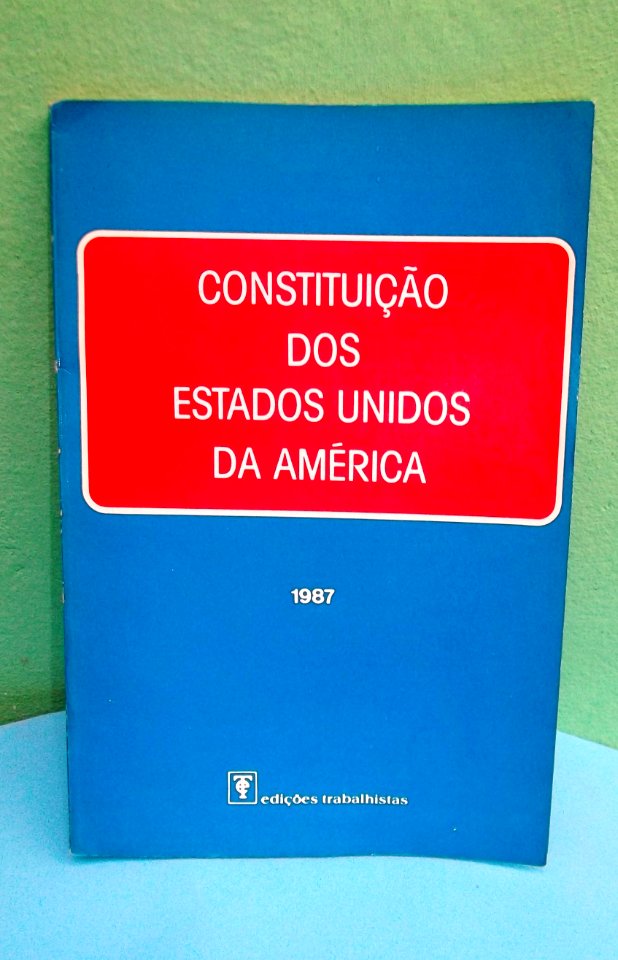 CONSTITUIÇÃO
DOS
ESTADOS UNIDOS
DA AMÉRICA
1987
edições trabalhistas